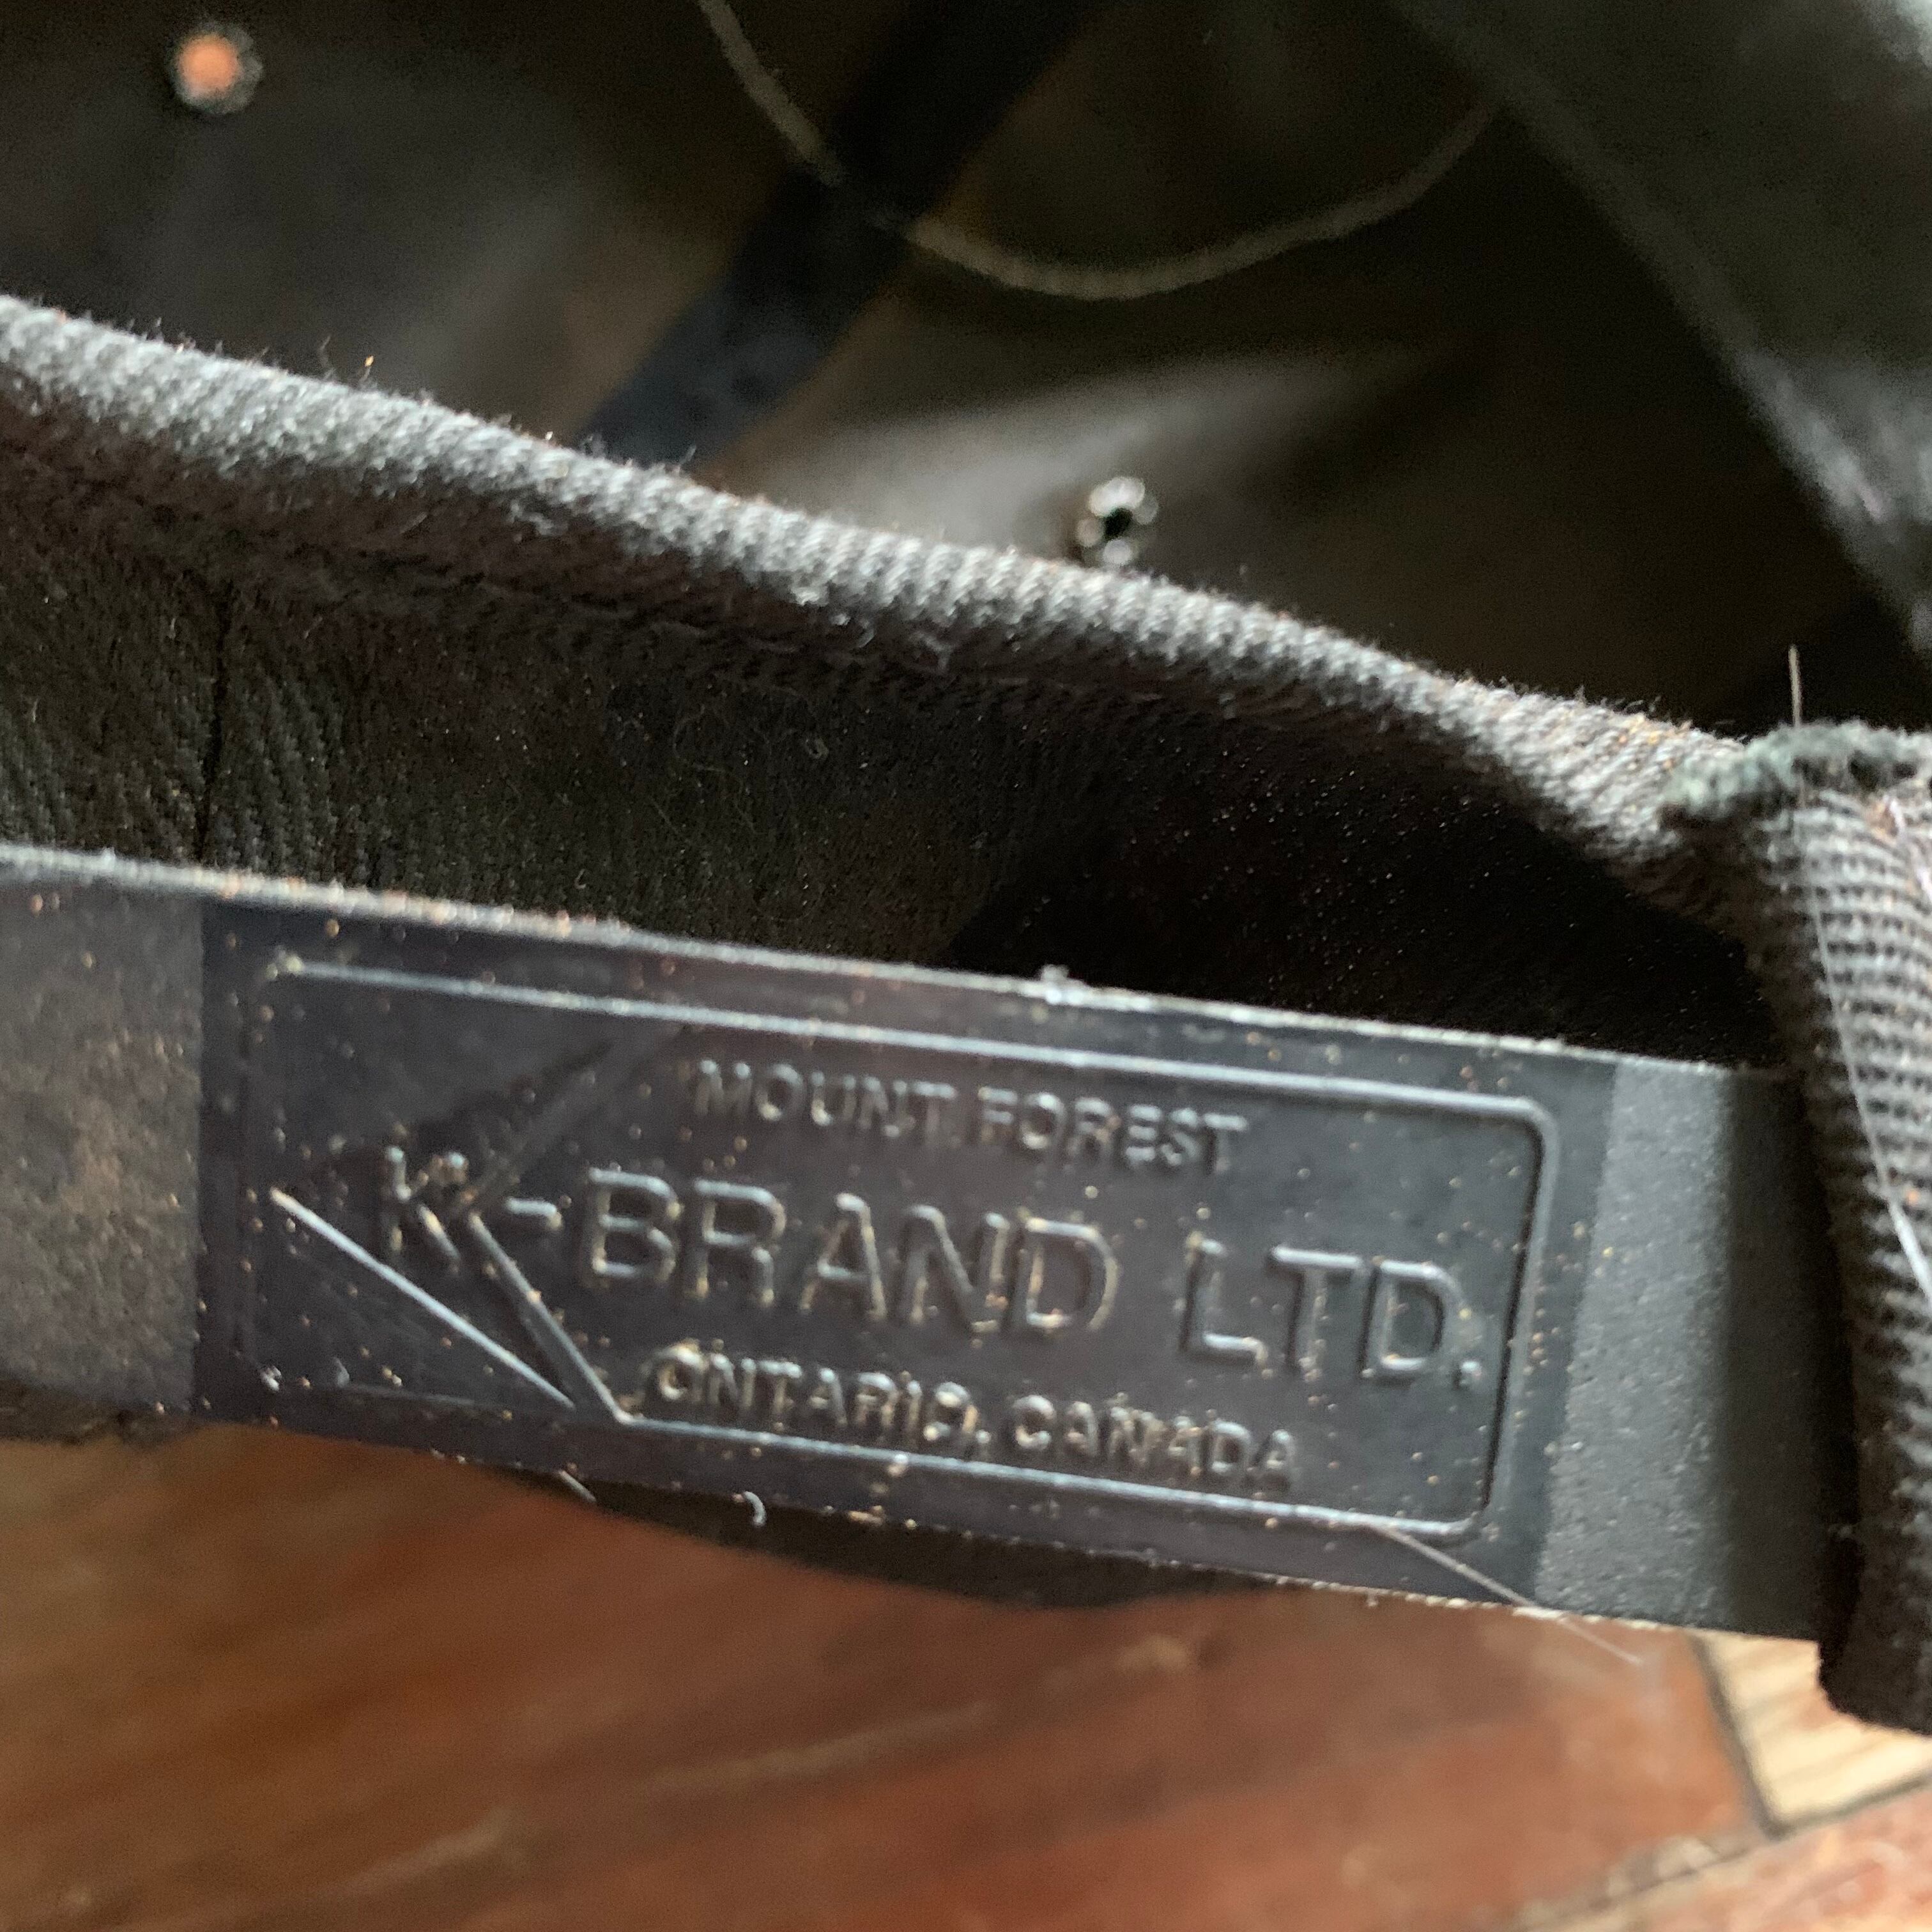 MOUNT FOREST
K-BRAND LTD.
ONTARIO, CANADA